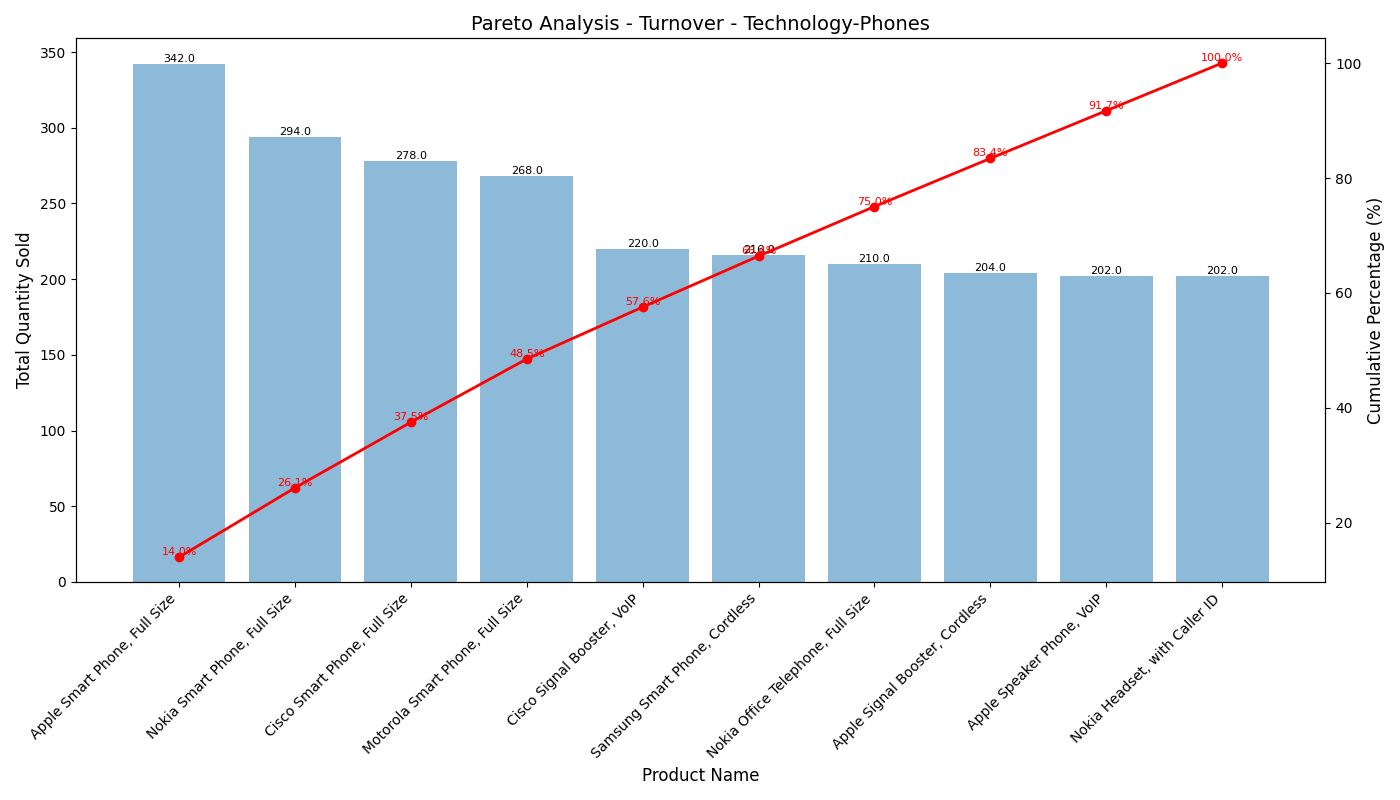 Pareto Analysis - Turnover - Technology-Phones
Total Quantity Sold
350
300
250
200
150
100
50
0
342.0
294.0
278.0
268.0
220.0
216.0
210.0
204.0
202.0
202.0
14.0%
26.1%
37.5%
48.5%
57.6%
75.0%
83.4%
91.7%
100.0%
100
80
60
40
20
Cumulative Percentage (%)
Apple Smart Phone, Full Size
Nokia Smart Phone, Full Size
Cisco Smart Phone, Full Size
Motorola Smart Phone, Full Size
Cisco Signal Booster, VoIP
Samsung Smart Phone, Cordless
Nokia Office Telephone, Full Size
Apple Signal Booster, Cordless
Apple Speaker Phone, VoIP
Nokia Headset, with Caller ID
Product Name